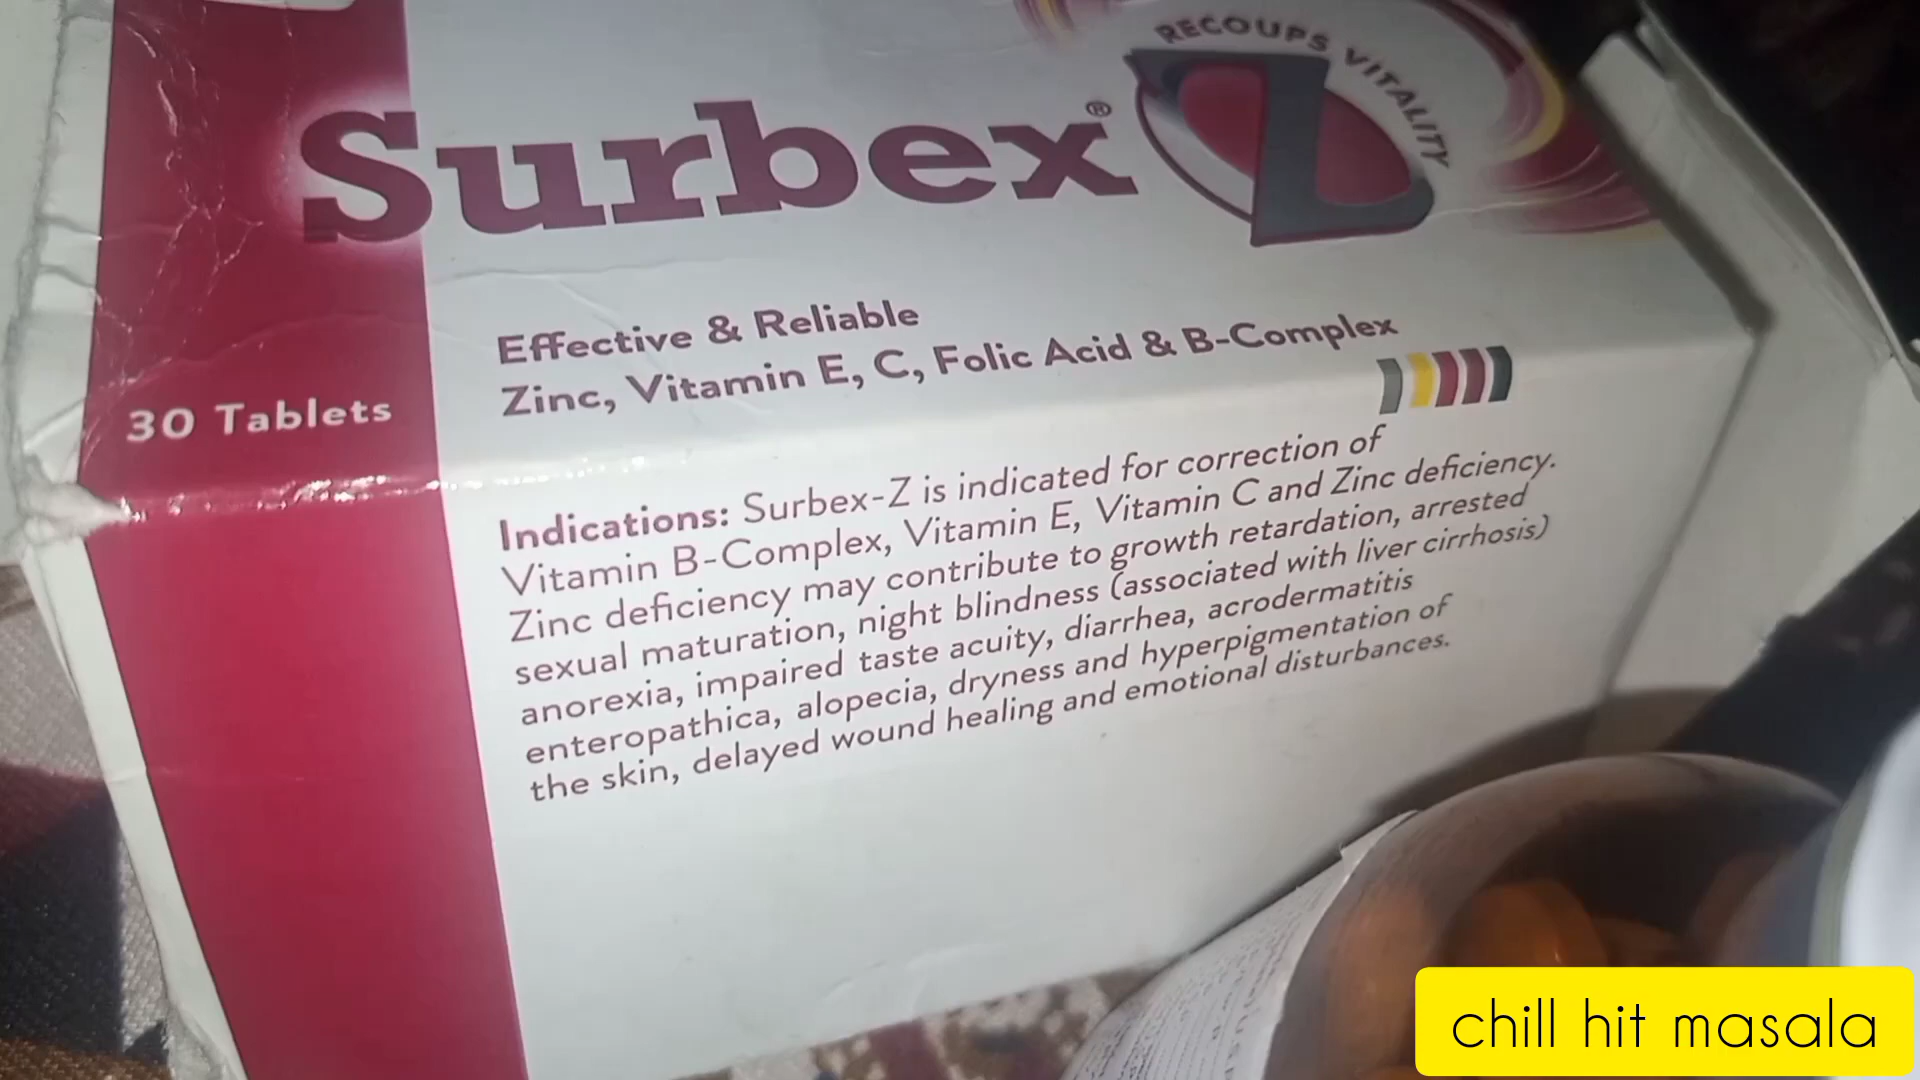 RECOUPS VITALITY
Surbex® Z
Effective & Reliable
Zinc, Vitamin E, C, Folic Acid & B-Complex
30 Tablets
Indications: Surbex-Z is indicated for correction of
Vitamin B-Complex, Vitamin E, Vitamin C and Zinc deficiency.
Zinc deficiency may contribute to growth retardation, arrested
sexual maturation, night blindness (associated with liver cirrhosis)
anorexia, impaired taste acuity, diarrhea, acrodermatitis
enteropathica, alopecia, dryness and hyperpigmentation of
the skin, delayed wound healing and emotional disturbances.
chill hit masala